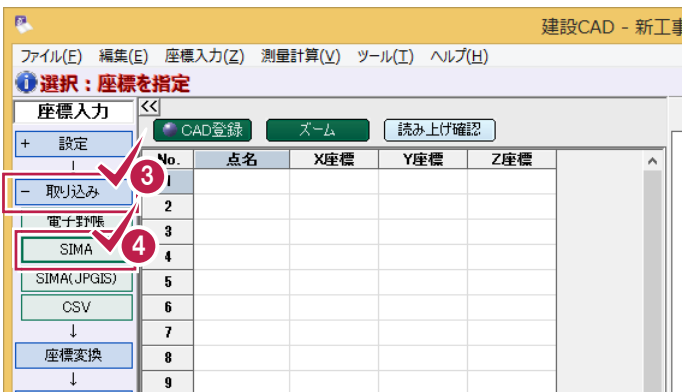 建設CAD - 新工事
ファイル(F) 編集(E) 座標入力(Z) 測量計算(V) ツール(T) ヘルプ(H)
選択：座標を指定
座標入力 <<
CAD登録 ズーム 読み上げ確認
+ 設定
↓
- 取り込み
3
電子野帳
SIMA
4
SIMA(JPGIS)
CSV
↓
座標変換
↓
No. 点名 X座標 Y座標 Z座標
1
2
3
4
5
6
7
8
9